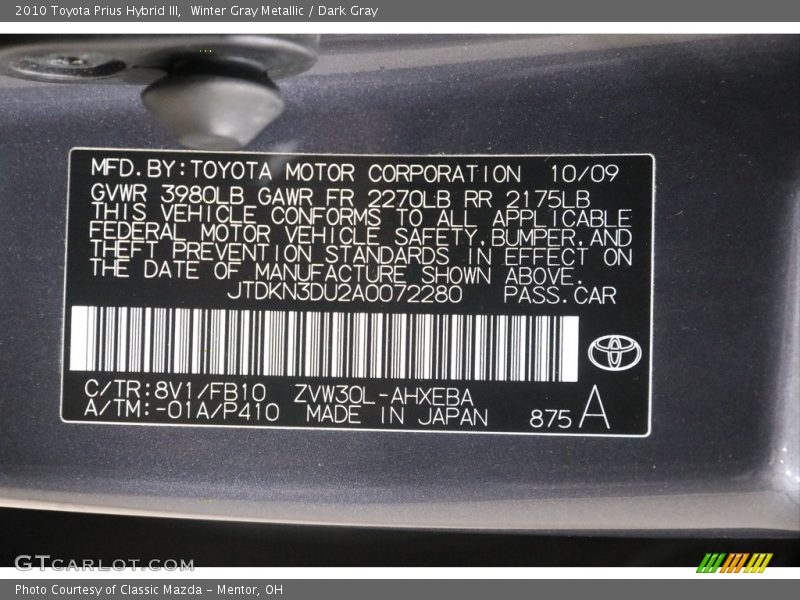 2010 Toyota Prius Hybrid III, Winter Gray Metallic / Dark Gray
MFD.BY:TOYOTA MOTOR CORPORATION 10/09
GVWR 3980LB GAWR FR 2270LB RR 2175LB
THIS VEHICLE CONFORMS TO ALL APPLICABLE
FEDERAL MOTOR VEHICLE SAFETY,BUMPER,AND
THEFT PREVENTION STANDARDS IN EFFECT ON
THE DATE OF MANUFACTURE SHOWN ABOVE.
JTDKN3DU2A0072280 PASS.CAR
C/TR:8V1/FB10 ZVW30L-AHXEBA
A/TM:-01A/P410 MADE IN JAPAN 875 A
GTCARLOT.COM
Photo Courtesy of Classic Mazda - Mentor, OH